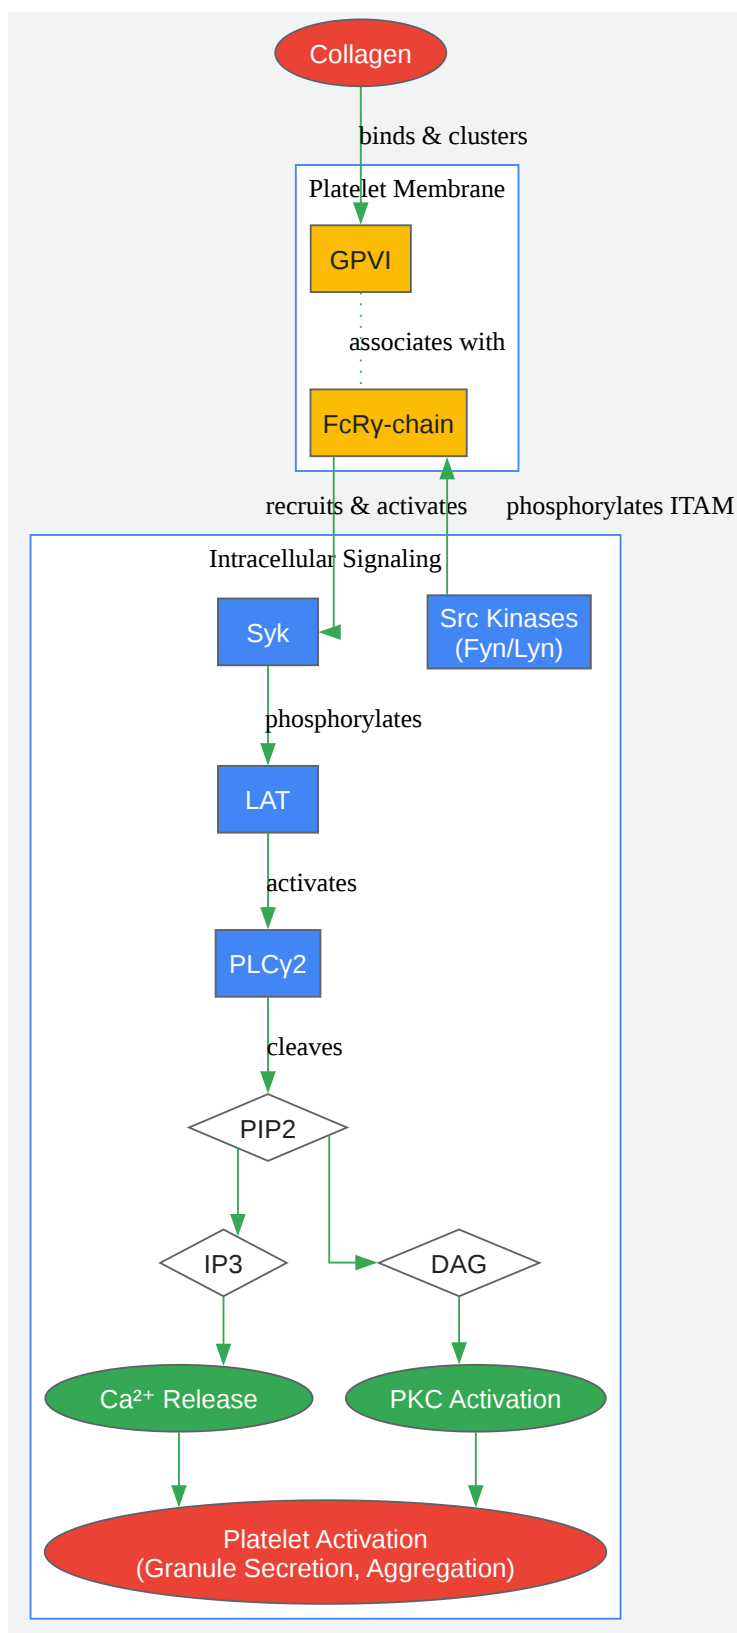 Collagen
binds & clusters
Platelet Membrane
GPVI
associates with
FcRγ-chain
recruits & activates
phosphorylates ITAM
Intracellular Signaling
Syk
Src Kinases
(Fyn/Lyn)
phosphorylates
LAT
activates
PLCγ2
cleaves
PIP2
IP3
DAG
Ca²⁺ Release
PKC Activation
Platelet Activation
(Granule Secretion, Aggregation)